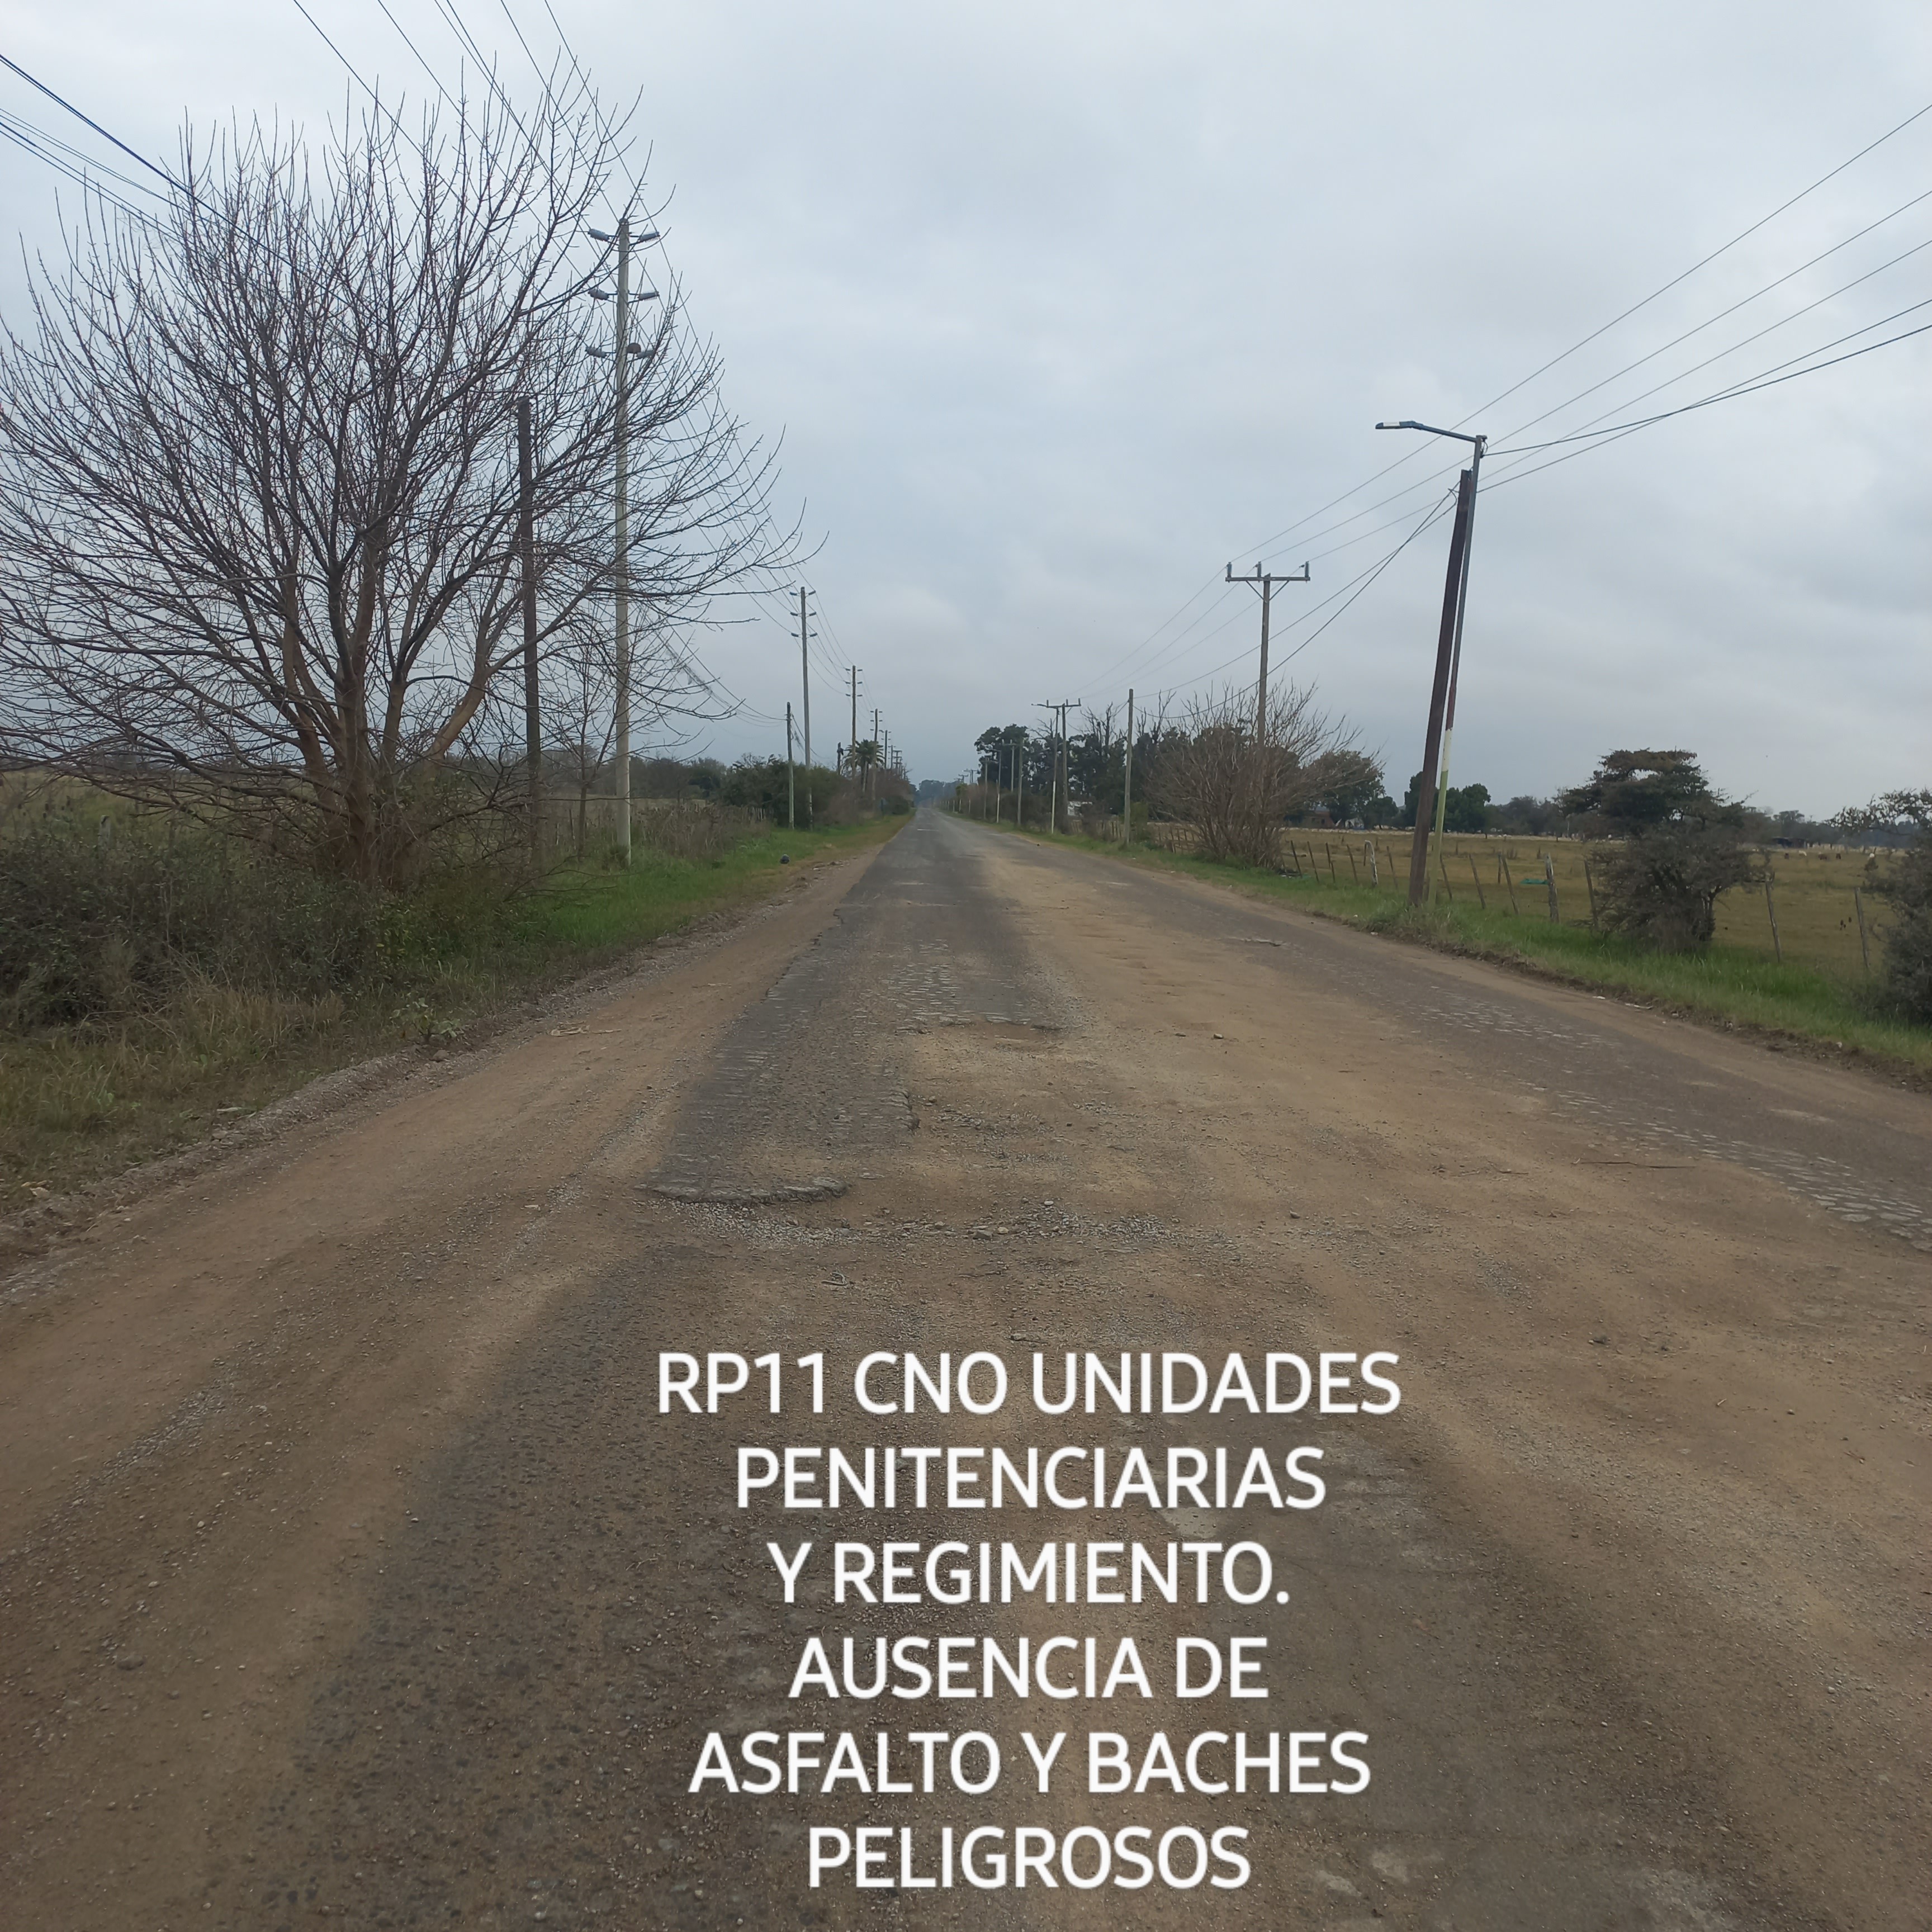 RP11 CNO UNIDADES
PENITENCIARIAS
Y REGIMIENTO.
AUSENCIA DE
ASFALTO Y BACHES
PELIGROSOS